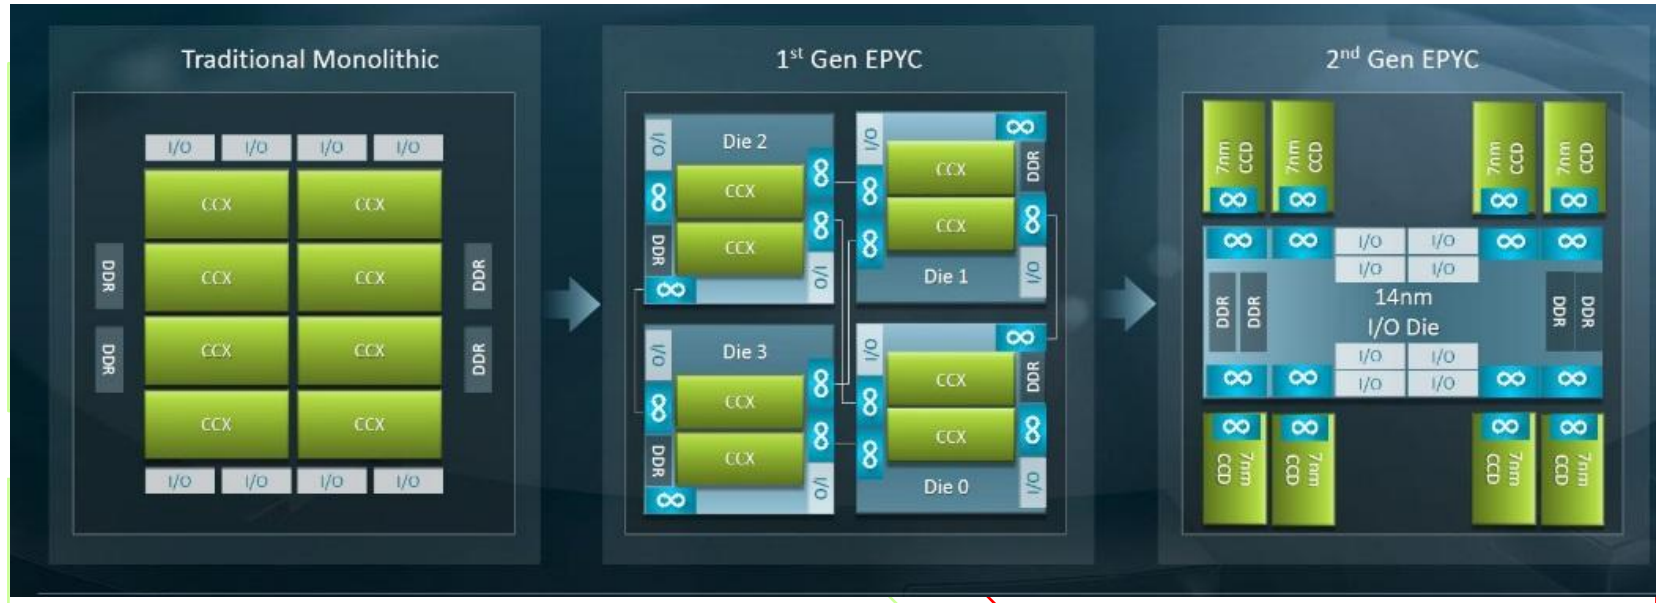 Traditional Monolithic
I/O I/O I/O I/O
CCX CCX
CCX CCX
DDR DDR
CCX CCX
DDR DDR
CCX CCX
I/O I/O I/O I/O
1st Gen EPYC
I/O
Die 2
CCX
CCX
DDR
I/O
I/O
CCX
DDR
CCX
Die 1
I/O
I/O
Die 3
CCX
CCX
DDR
I/O
I/O
CCX
DDR
CCX
Die 0
I/O
2nd Gen EPYC
7nm
CCD
7nm
CCD
7nm
CCD
7nm
CCD
I/O I/O
I/O I/O
DDR DDR
14nm
I/O Die
DDR DDR
I/O I/O
I/O I/O
7nm
CCD
7nm
CCD
7nm
CCD
7nm
CCD